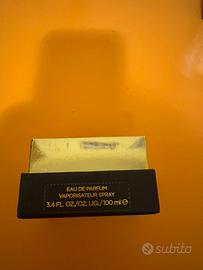 EAU DE PARFUM
VAPORISATEUR SPRAY
3.4 FL. OZ./OZ. LIQ./100 ml ℮
subito